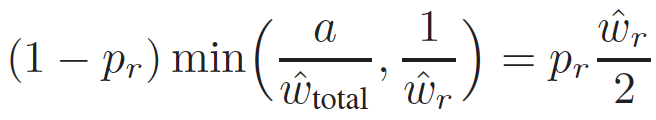 (1 − p_r) min(a / ŵ_total, 1 / ŵ_r) = p_r ŵ_r / 2